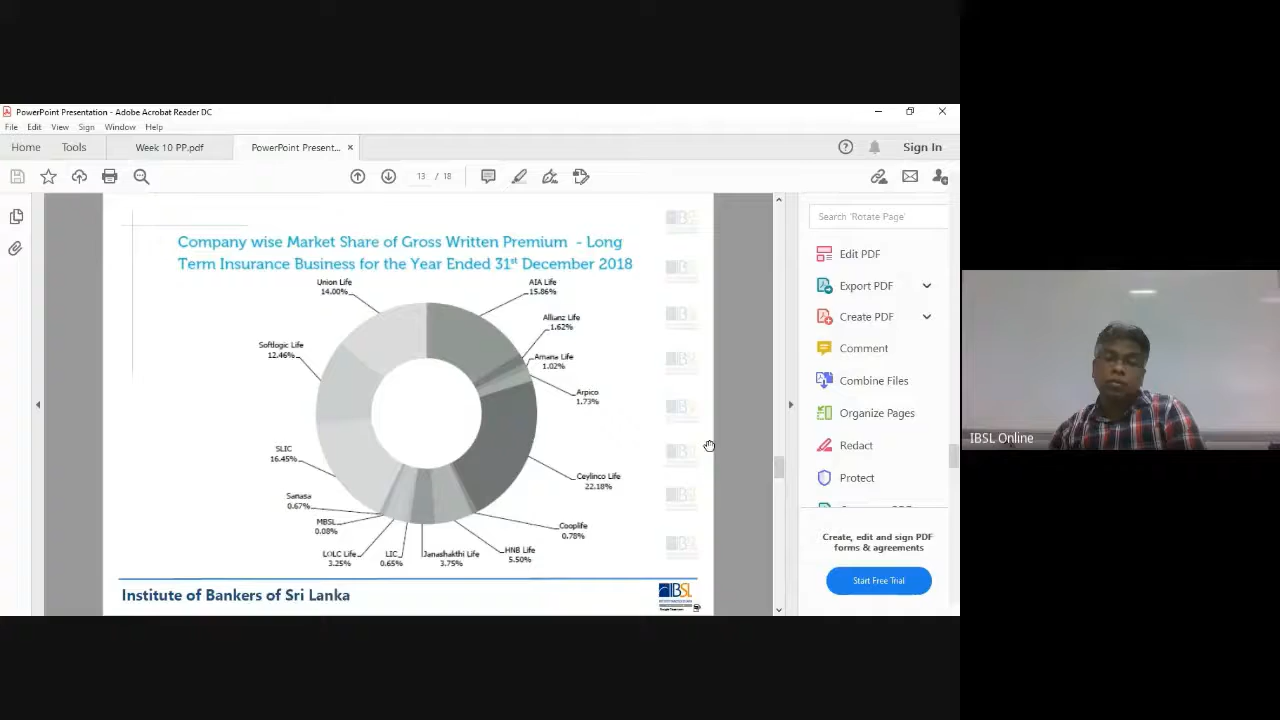 PowerPoint Presentation - Adobe Acrobat Reader DC
File Edit View Sign Window Help
Home Tools Week 10 PP.pdf PowerPoint Present... × Sign In
13 / 18
Company wise Market Share of Gross Written Premium - Long
Term Insurance Business for the Year Ended 31st December 2018
Union Life
14.00%
AIA Life
15.86%
Allianz Life
1.62%
Amana Life
1.02%
Arpico
1.73%
Softlogic Life
12.46%
SLIC
16.45%
Ceylinco Life
22.18%
Sanasa
0.67%
MBSL
0.08%
Cooplife
0.78%
LOLC Life
3.25%
LIC
0.65%
Janashakthi Life
3.75%
HNB Life
5.50%
Institute of Bankers of Sri Lanka
IBSL
Search 'Rotate Page'
Edit PDF
Export PDF
Create PDF
Comment
Combine Files
Organize Pages
Redact
Protect
Create, edit and sign PDF
forms & agreements
Start Free Trial
IBSL Online